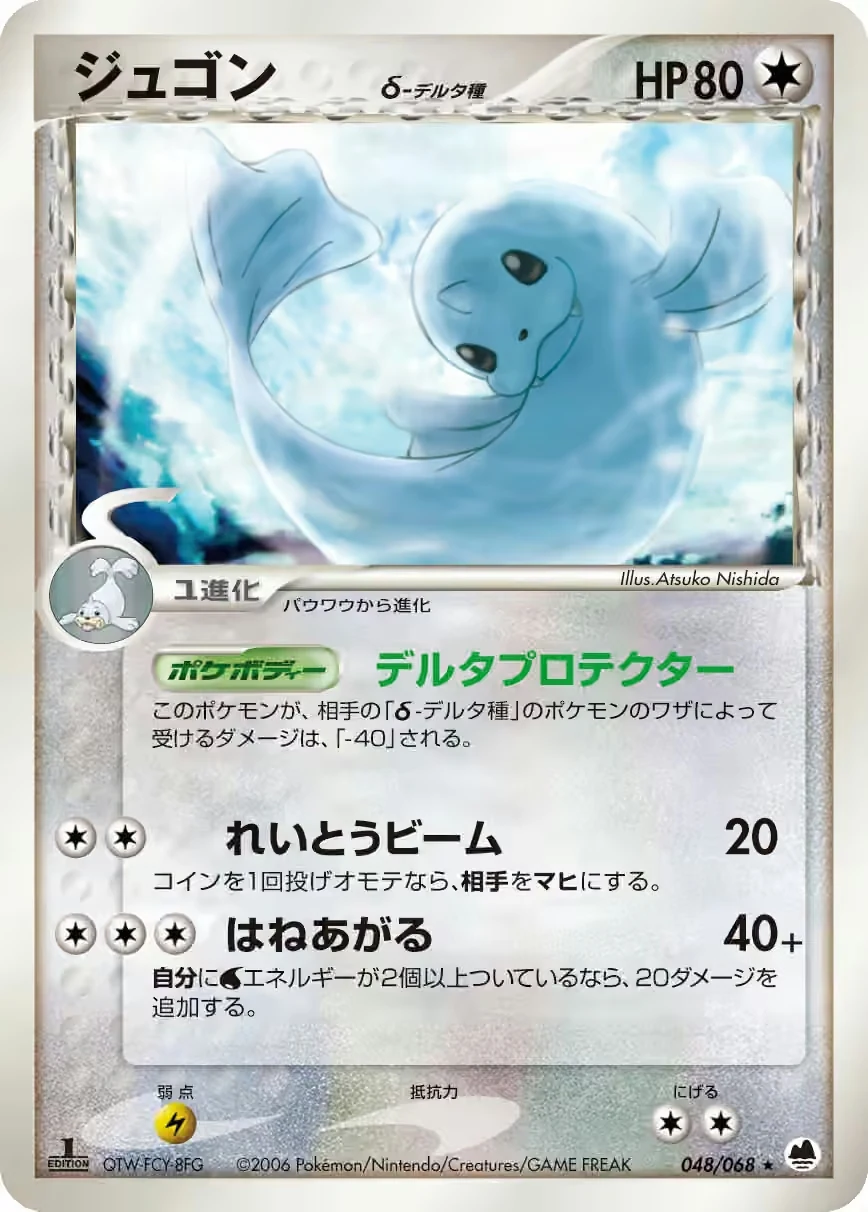 ジュゴン δ-デルタ種 HP80
Illus.Atsuko Nishida
1進化
パウワウから進化
ポケボディー デルタプロテクター
このポケモンが、相手の「δ-デルタ種」のポケモンのワザによって
受けるダメージは、「-40」される。
れいとうビーム 20
コインを1回投げオモテなら、相手をマヒにする。
はねあがる 40+
自分にエネルギーが2個以上ついているなら、20ダメージを
追加する。
弱点 抵抗力 にげる
1 EDITION QTW-FCY-8FG ©2006 Pokémon/Nintendo/Creatures/GAME FREAK 048/068 ★